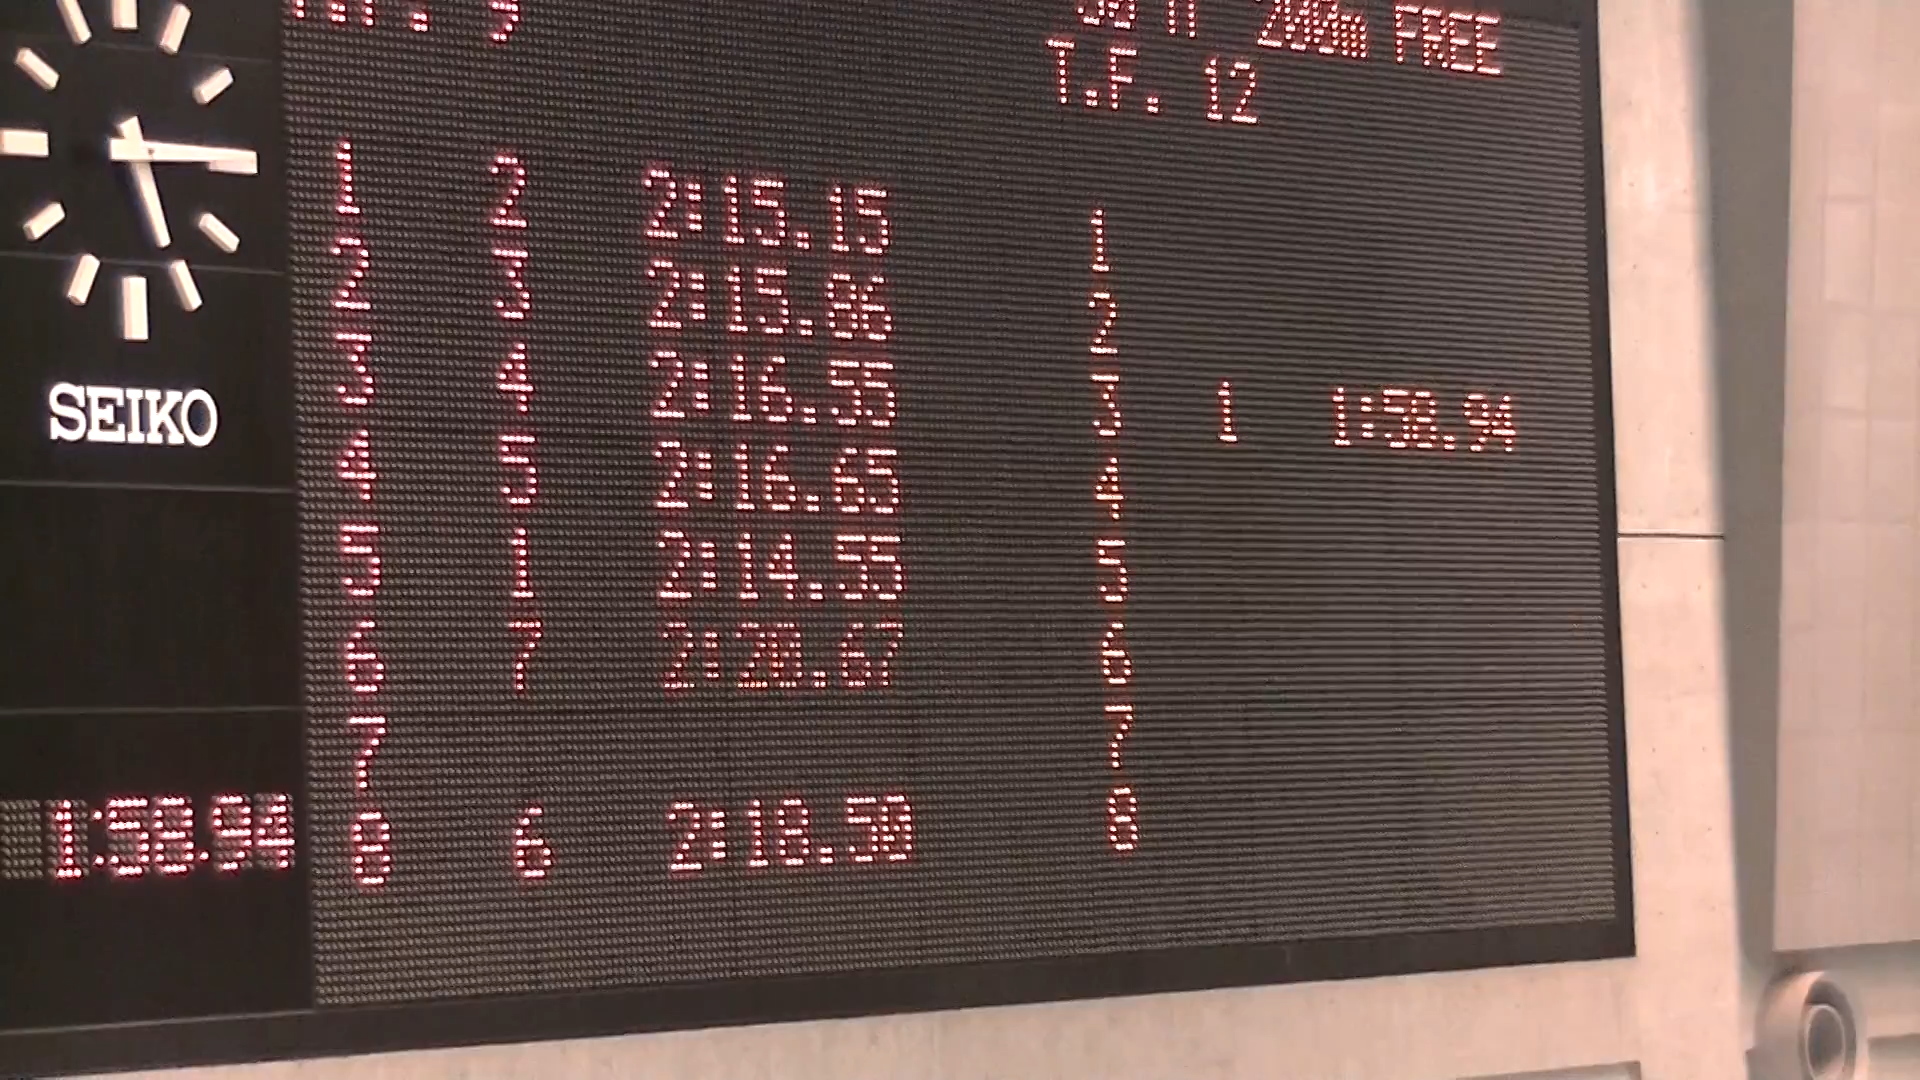 200m FREE
T.F. 12
1 2 2:15.15
2 3 2:15.86
3 4 2:16.55
4 5 2:16.65
5 1 2:14.55
6 7 2:20.67
7
8 6 2:18.50
1
2
3 1 1:58.94
4
5
6
7
8
SEIKO
1:58.94